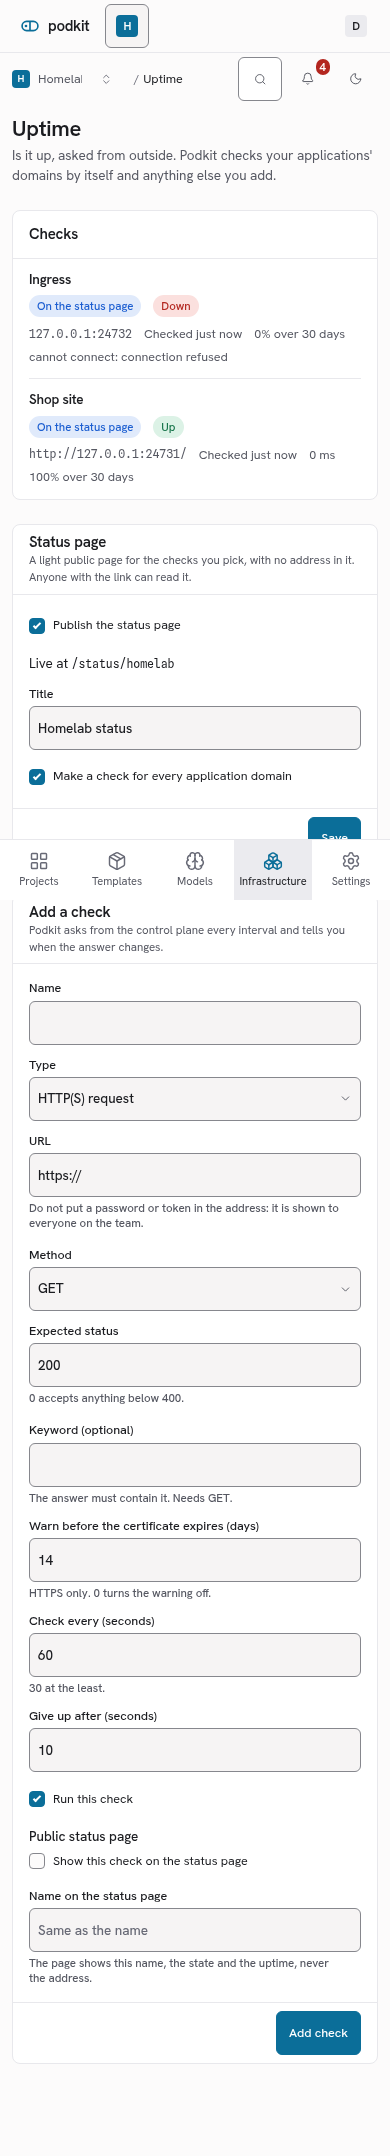 podkit
H
D
H
Homelal
/ Uptime
4
Uptime
Is it up, asked from outside. Podkit checks your applications'
domains by itself and anything else you add.
Checks
Ingress
On the status page
Down
127.0.0.1:24732 Checked just now 0% over 30 days
cannot connect: connection refused
Shop site
On the status page
Up
http://127.0.0.1:24731/ Checked just now 0 ms
100% over 30 days
Status page
A light public page for the checks you pick, with no address in it.
Anyone with the link can read it.
Publish the status page
Live at /status/homelab
Title
Homelab status
Make a check for every application domain
Save
Projects
Templates
Models
Infrastructure
Settings
Add a check
Podkit asks from the control plane every interval and tells you
when the answer changes.
Name
Type
HTTP(S) request
URL
https://
Do not put a password or token in the address: it is shown to
everyone on the team.
Method
GET
Expected status
200
0 accepts anything below 400.
Keyword (optional)
The answer must contain it. Needs GET.
Warn before the certificate expires (days)
14
HTTPS only. 0 turns the warning off.
Check every (seconds)
60
30 at the least.
Give up after (seconds)
10
Run this check
Public status page
Show this check on the status page
Name on the status page
Same as the name
The page shows this name, the state and the uptime, never
the address.
Add check